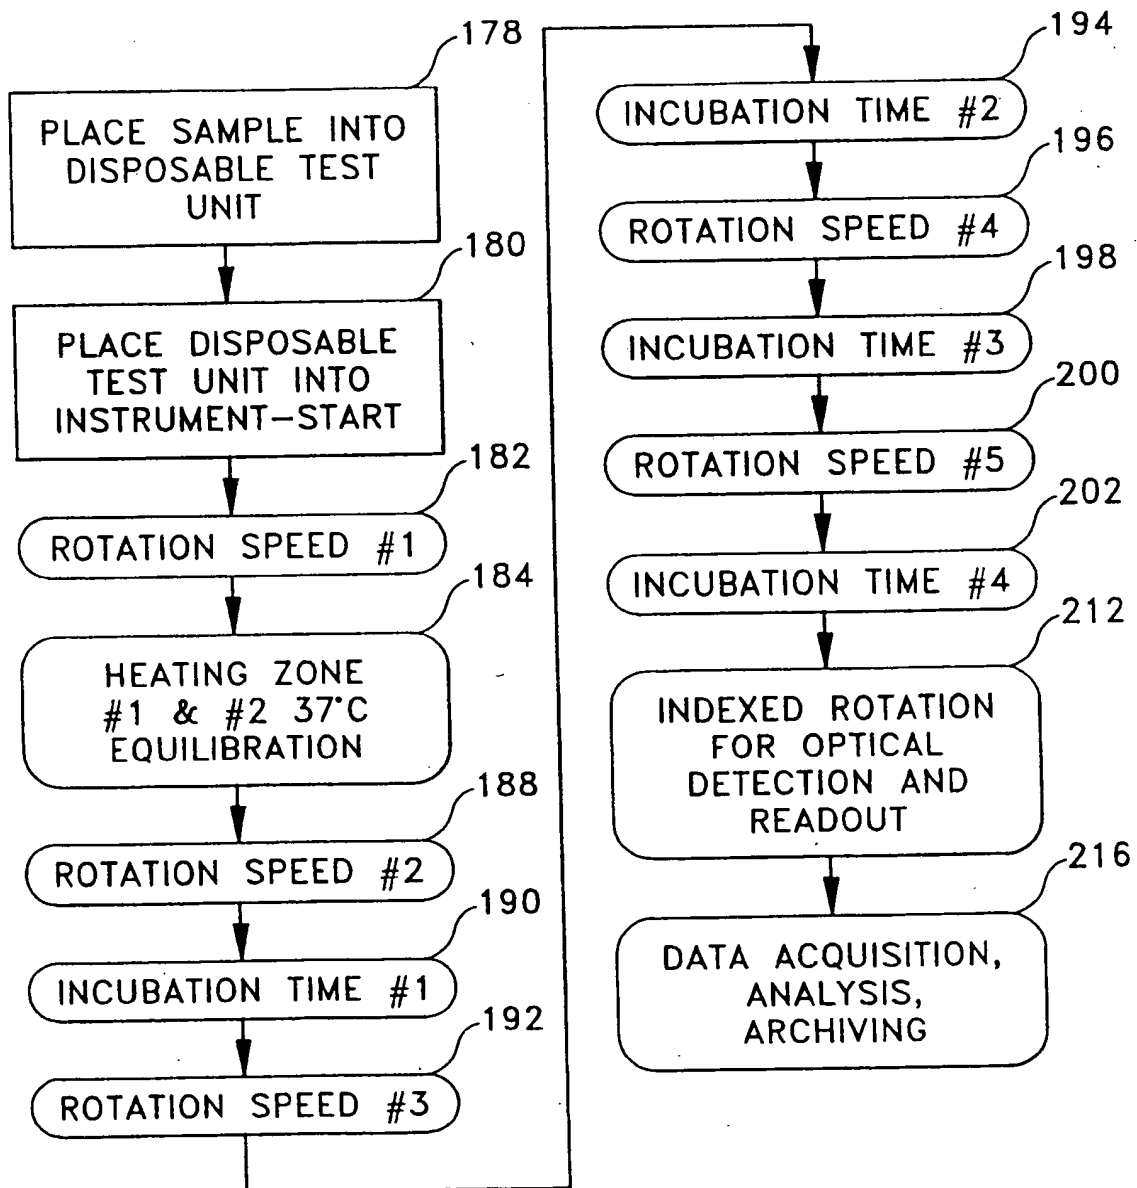 178
PLACE SAMPLE INTO
DISPOSABLE TEST
UNIT
180
PLACE DISPOSABLE
TEST UNIT INTO
INSTRUMENT-START
182
ROTATION SPEED #1
184
HEATING ZONE
#1 & #2 37°C
EQUILIBRATION
188
ROTATION SPEED #2
190
INCUBATION TIME #1
192
ROTATION SPEED #3
194
INCUBATION TIME #2
196
ROTATION SPEED #4
198
INCUBATION TIME #3
200
ROTATION SPEED #5
202
INCUBATION TIME #4
212
INDEXED ROTATION
FOR OPTICAL
DETECTION AND
READOUT
216
DATA ACQUISITION,
ANALYSIS,
ARCHIVING